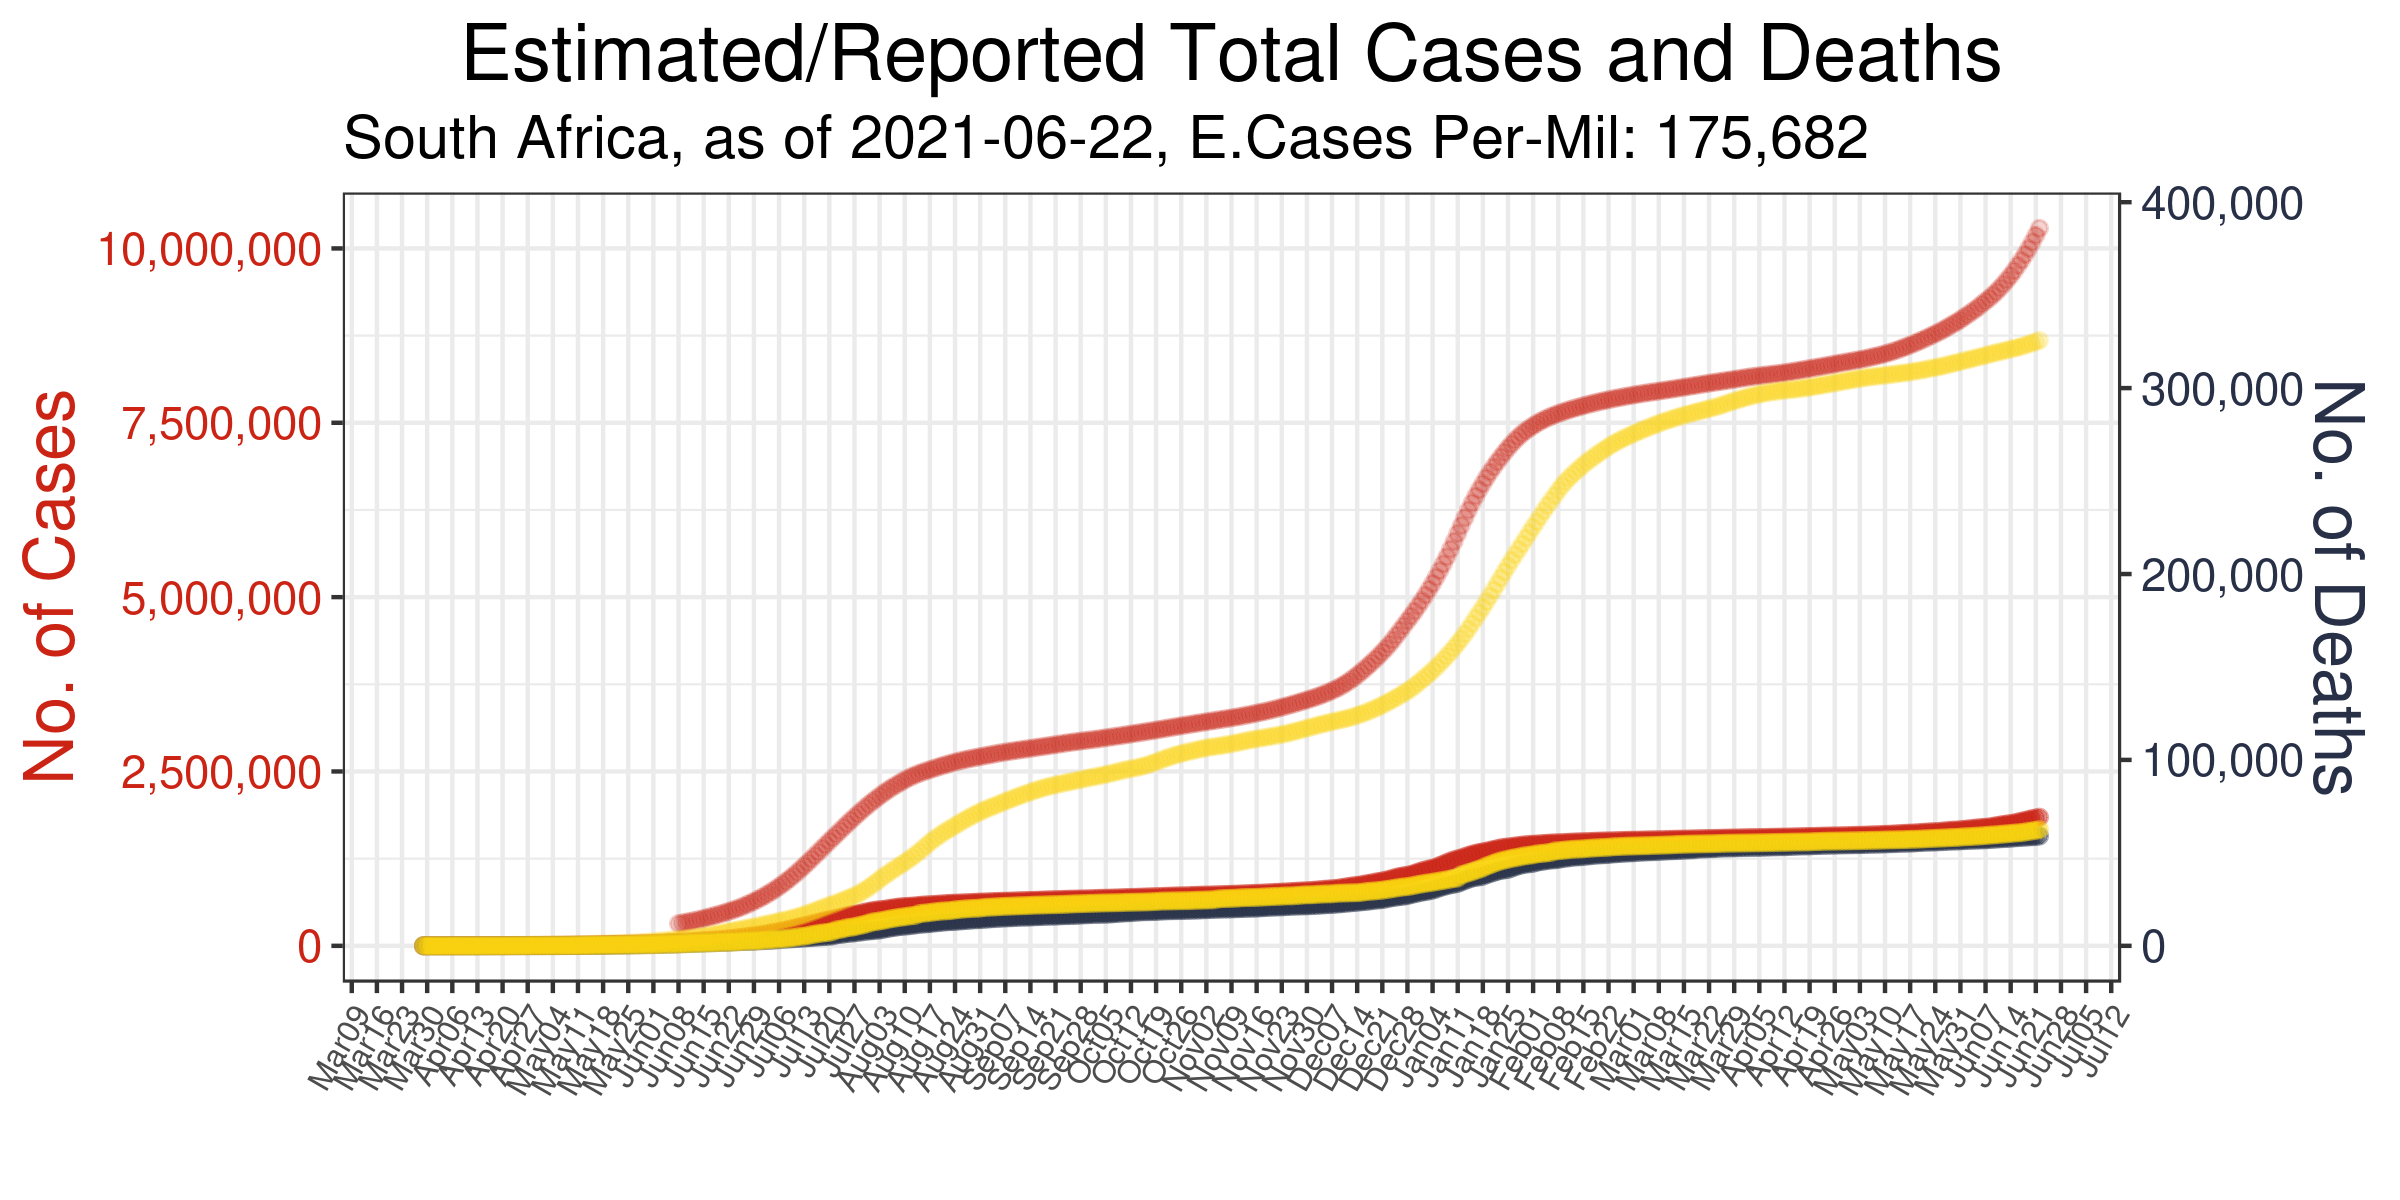 Estimated/Reported Total Cases and Deaths
South Africa, as of 2021-06-22, E.Cases Per-Mil: 175,682
No. of Cases
10,000,000
7,500,000
5,000,000
2,500,000
0
400,000
300,000
200,000
100,000
0
No. of Deaths
Mar09
Mar16
Mar23
Mar30
Apr06
Apr13
Apr20
Apr27
May04
May11
May18
May25
Jun01
Jun08
Jun15
Jun22
Jun29
Jul06
Jul13
Jul20
Jul27
Aug03
Aug10
Aug17
Aug24
Aug31
Sep07
Sep14
Sep21
Sep28
Oct05
Oct12
Oct19
Oct26
Nov02
Nov09
Nov16
Nov23
Nov30
Dec07
Dec14
Dec21
Dec28
Jan04
Jan11
Jan18
Jan25
Feb01
Feb08
Feb15
Feb22
Mar01
Mar08
Mar15
Mar22
Mar29
Apr05
Apr12
Apr19
Apr26
May03
May10
May17
May24
May31
Jun07
Jun14
Jun21
Jun28
Jul05
Jul12